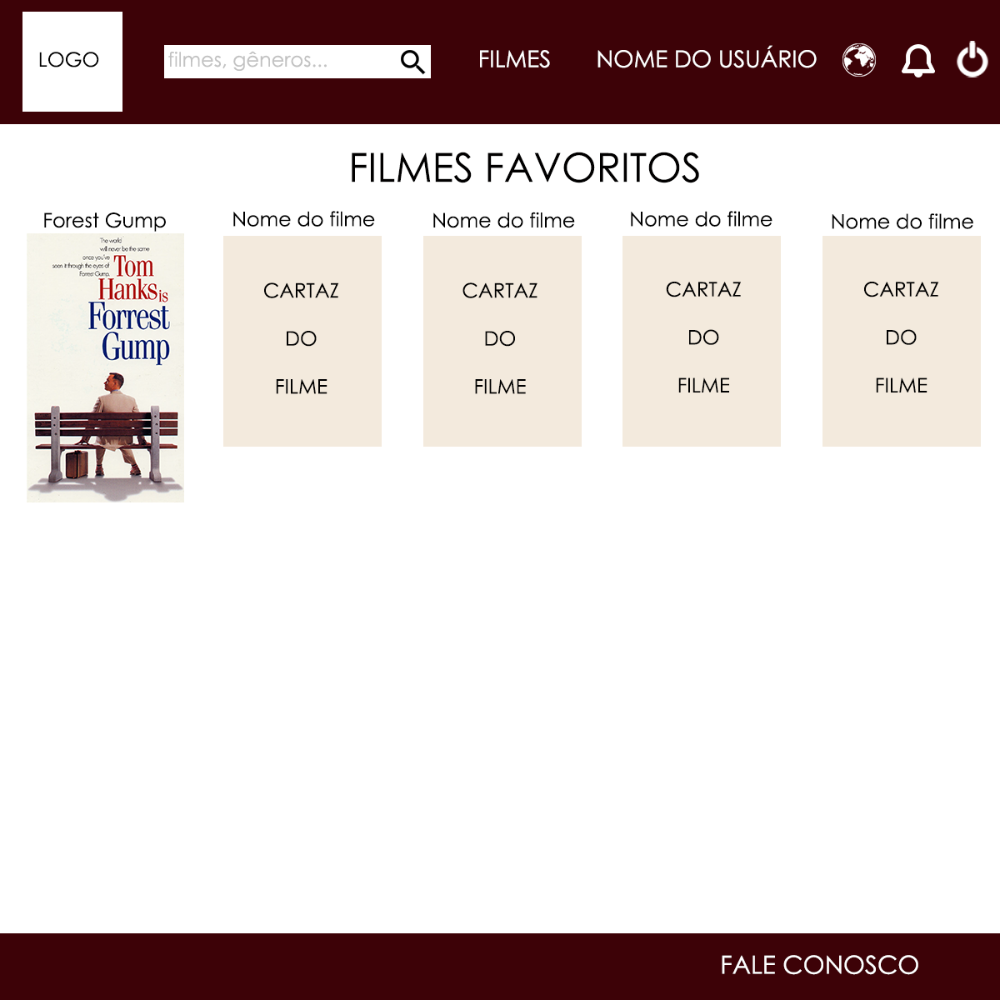 LOGO
filmes, gêneros...
FILMES
NOME DO USUÁRIO
FILMES FAVORITOS
Forest Gump
The world
will never be the same
once you've
seen it through the eyes of
Forrest Gump.
Tom
Hanks is
Forrest
Gump
Nome do filme
CARTAZ
DO
FILME
Nome do filme
CARTAZ
DO
FILME
Nome do filme
CARTAZ
DO
FILME
Nome do filme
CARTAZ
DO
FILME
FALE CONOSCO